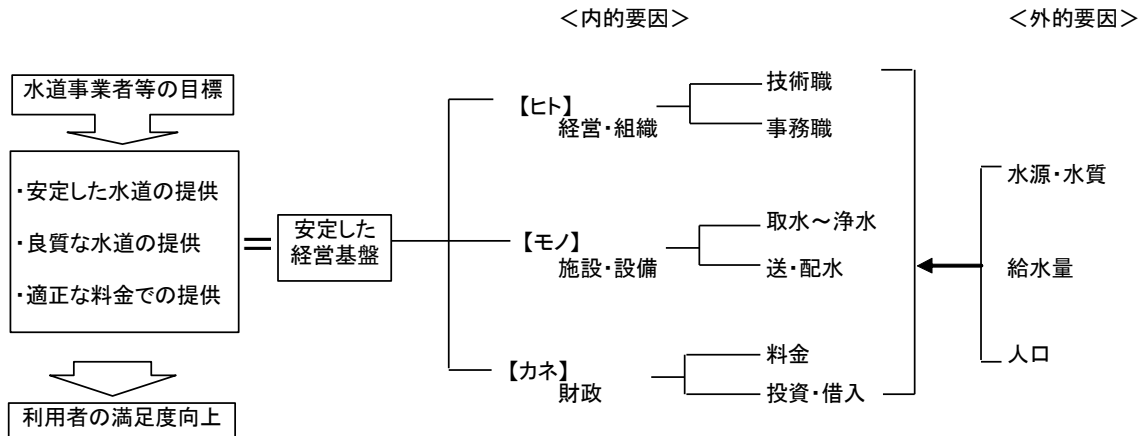 <内的要因>
<外的要因>
水道事業者等の目標
・安定した水道の提供
・良質な水道の提供
・適正な料金での提供
利用者の満足度向上
=
安定した
経営基盤
【ヒト】
経営・組織
技術職
事務職
【モノ】
施設・設備
取水～浄水
送・配水
【カネ】
財政
料金
投資・借入
水源・水質
給水量
人口